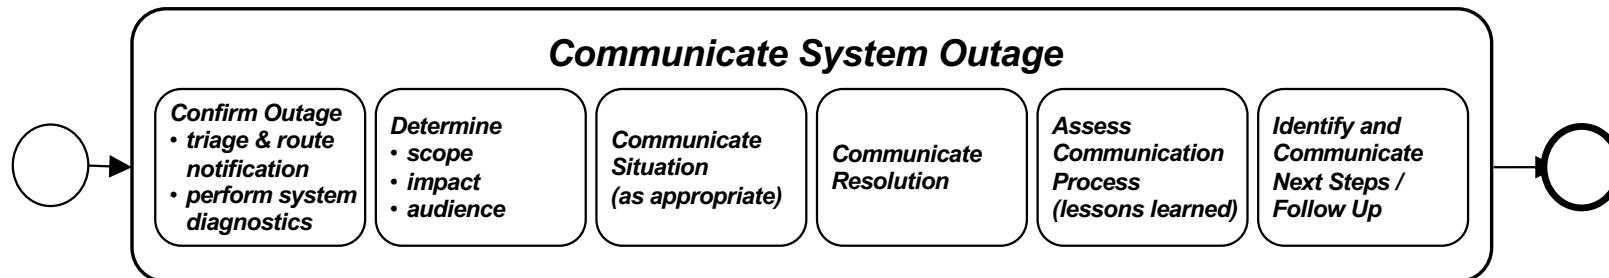 Communicate System Outage
Confirm Outage
• triage & route
notification
• perform system
diagnostics
Determine
• scope
• impact
• audience
Communicate
Situation
(as appropriate)
Communicate
Resolution
Assess
Communication
Process
(lessons learned)
Identify and
Communicate
Next Steps /
Follow Up